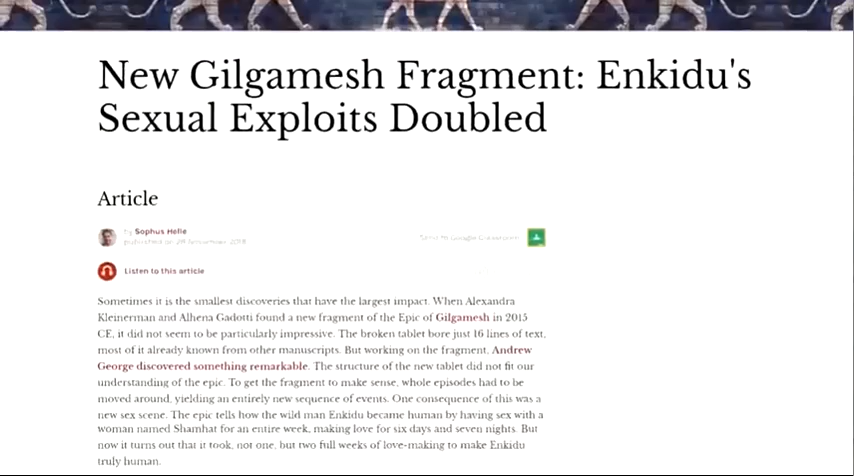 New Gilgamesh Fragment: Enkidu's
Sexual Exploits Doubled
Article
by Sophus Helle
published on
Send to Google Classroom
Listen to this article
Sometimes it is the smallest discoveries that have the largest impact. When Alexandra
Kleinerman and Alhena Gadotti found a new fragment of the Epic of Gilgamesh in 2015
CE, it did not seem to be particularly impressive. The broken tablet bore just 16 lines of text,
most of it already known from other manuscripts. But working on the fragment, Andrew
George discovered something remarkable. The structure of the new tablet did not fit our
understanding of the epic. To get the fragment to make sense, whole episodes had to be
moved around, yielding an entirely new sequence of events. One consequence of this was a
new sex scene. The epic tells how the wild man Enkidu became human by having sex with a
woman named Shamhat for an entire week, making love for six days and seven nights. But
now it turns out that it took, not one, but two full weeks of love-making to make Enkidu
truly human.